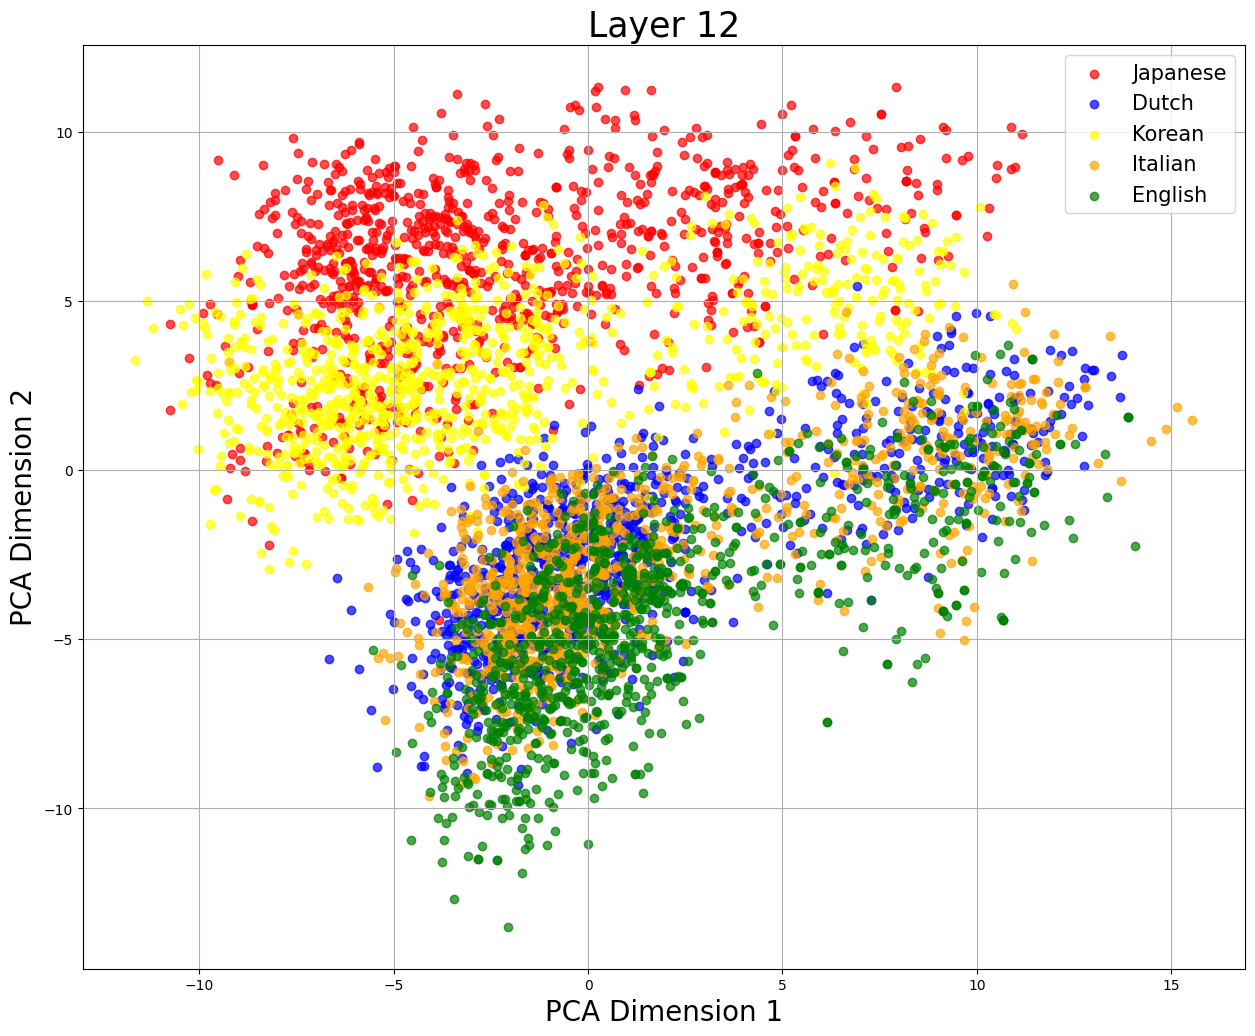 Layer 12
Japanese
Dutch
Korean
Italian
English
10
5
0
−5
−10
PCA Dimension 2
−10
−5
0
5
10
15
PCA Dimension 1